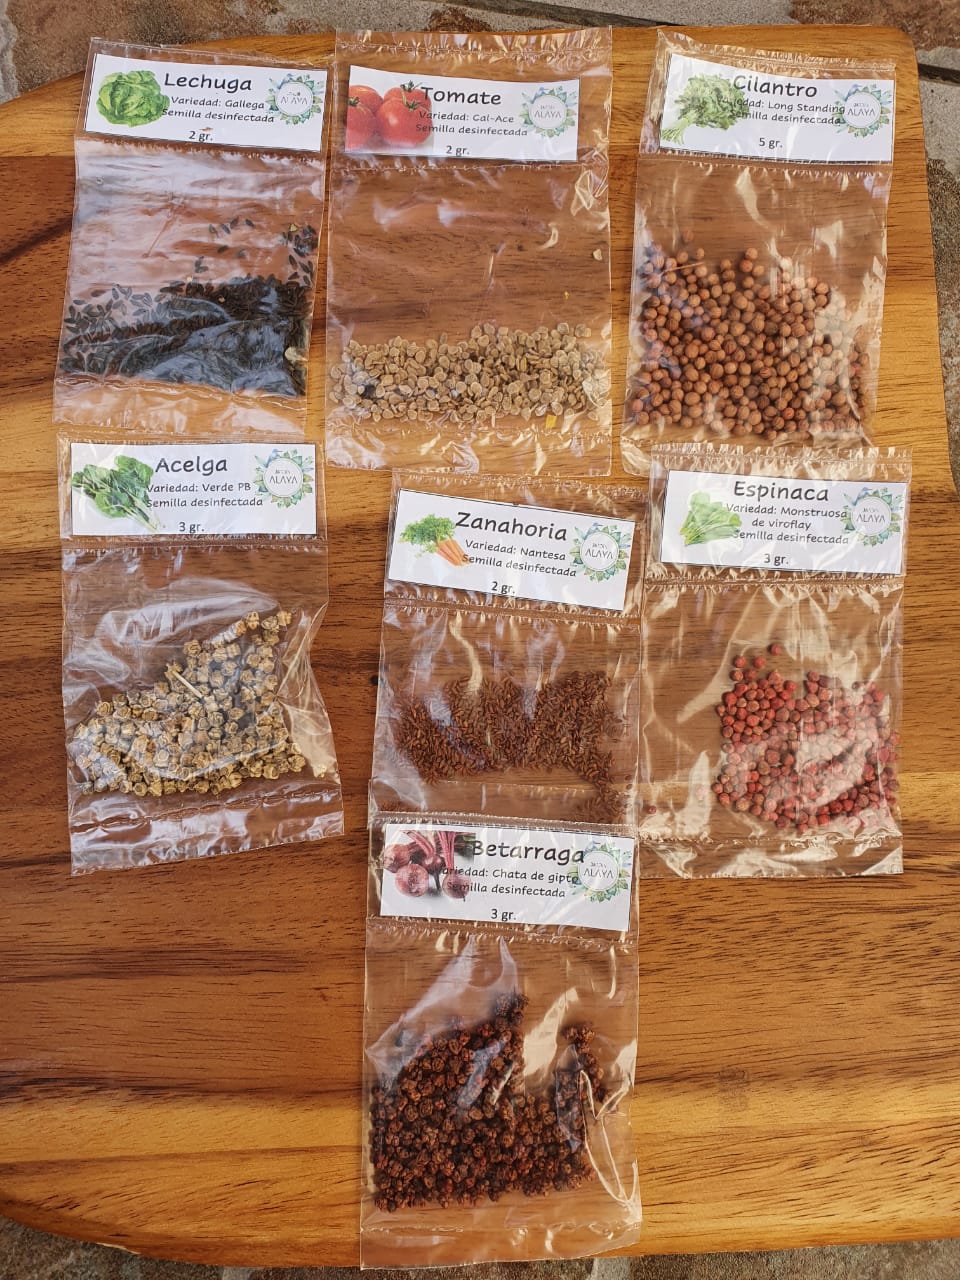 Lechuga
Variedad: Gallega
Semilla desinfectada
2 gr.
ALAYA
Tomate
Variedad: Cal-Ace
Semilla desinfectada
2 gr.
ALAYA
Cilantro
riedad: Long Standing
Semilla desinfectada
5 gr.
ALAYA
Acelga
Variedad: Verde PB
Semilla desinfectada
3 gr.
ALAYA
Zanahoria
Variedad: Nantesa
Semilla desinfectada
2 gr.
ALAYA
Espinaca
Variedad: Monstruosa
de viroflay
Semilla desinfectada
3 gr.
ALAYA
Betarraga
Variedad: Chata de gipto
Semilla desinfectada
3 gr.
ALAYA